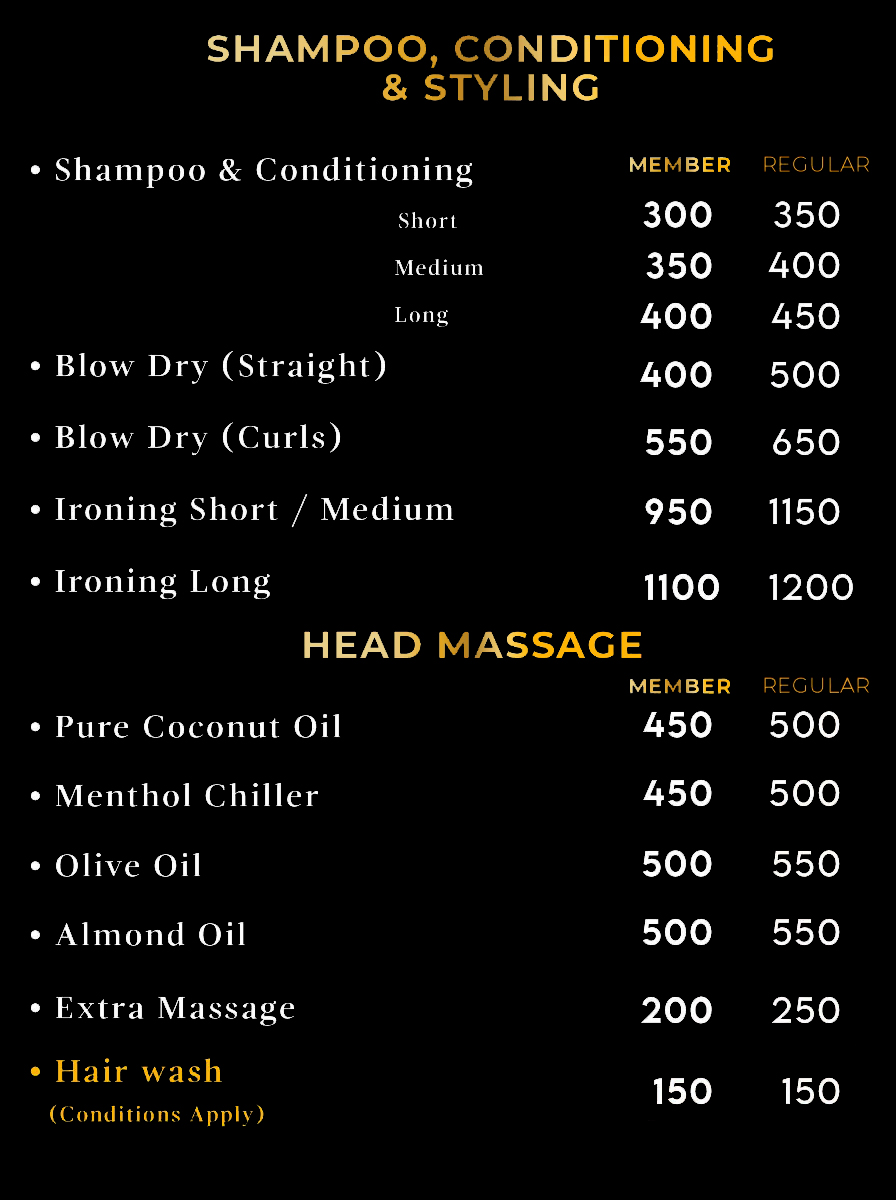 SHAMPOO, CONDITIONING
& STYLING
• Shampoo & Conditioning MEMBER REGULAR
Short 300 350
Medium 350 400
Long 400 450
• Blow Dry (Straight) 400 500
• Blow Dry (Curls) 550 650
• Ironing Short / Medium 950 1150
• Ironing Long 1100 1200
HEAD MASSAGE
MEMBER REGULAR
• Pure Coconut Oil 450 500
• Menthol Chiller 450 500
• Olive Oil 500 550
• Almond Oil 500 550
• Extra Massage 200 250
• Hair wash 150 150
(Conditions Apply)